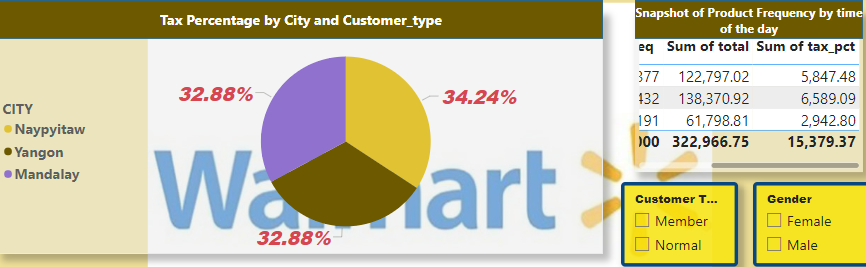 Tax Percentage by City and Customer_type
CITY
Naypyitaw
Yangon
Mandalay
32.88%
34.24%
32.88%
Snapshot of Product Frequency by time
of the day
eq Sum of total Sum of tax_pct
377 122,797.02 5,847.48
432 138,370.92 6,589.09
191 61,798.81 2,942.80
000 322,966.75 15,379.37
Customer T...
Member
Normal
Gender
Female
Male